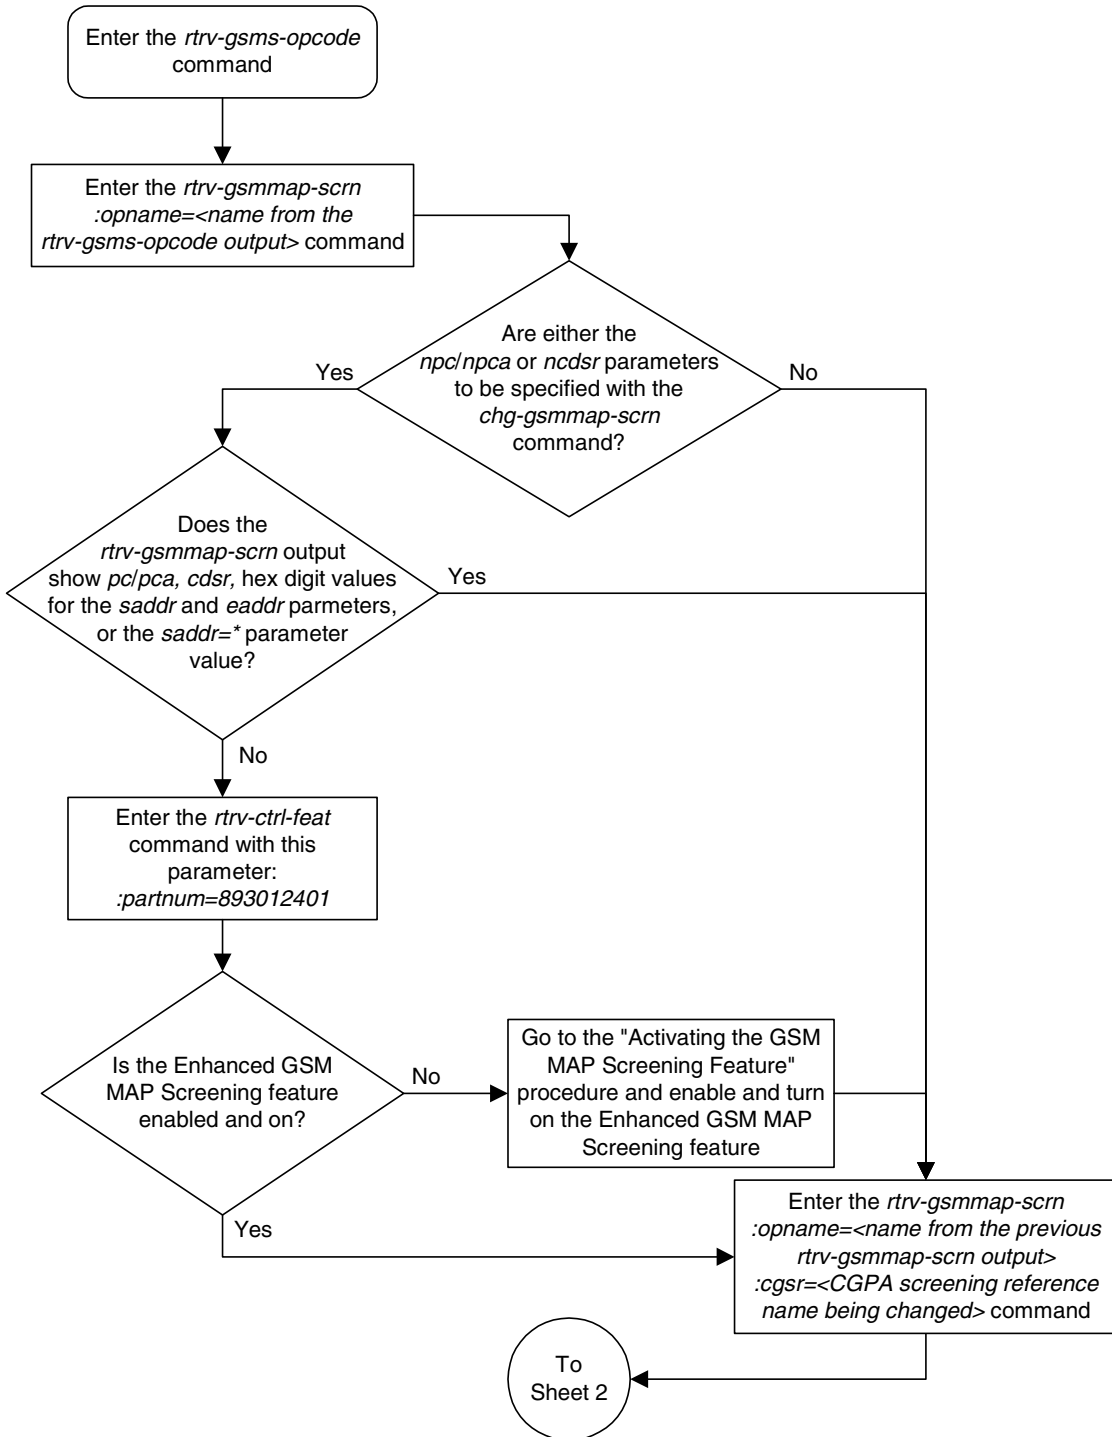 Enter the rtrv-gsms-opcode
command
Enter the rtrv-gsmmap-scrn
:opname=<name from the
rtrv-gsms-opcode output> command
Are either the
npc/npca or ncdsr parameters
to be specified with the
chg-gsmmap-scrn
command?
Yes
No
Does the
rtrv-gsmmap-scrn output
show pc/pca, cdsr, hex digit values
for the saddr and eaddr parmeters,
or the saddr=* parameter
value?
Yes
No
Enter the rtrv-ctrl-feat
command with this
parameter:
:partnum=893012401
Is the Enhanced GSM
MAP Screening feature
enabled and on?
No
Yes
Go to the "Activating the GSM
MAP Screening Feature"
procedure and enable and turn
on the Enhanced GSM MAP
Screening feature
Enter the rtrv-gsmmap-scrn
:opname=<name from the previous
rtrv-gsmmap-scrn output>
:cgsr=<CGPA screening reference
name being changed> command
To
Sheet 2